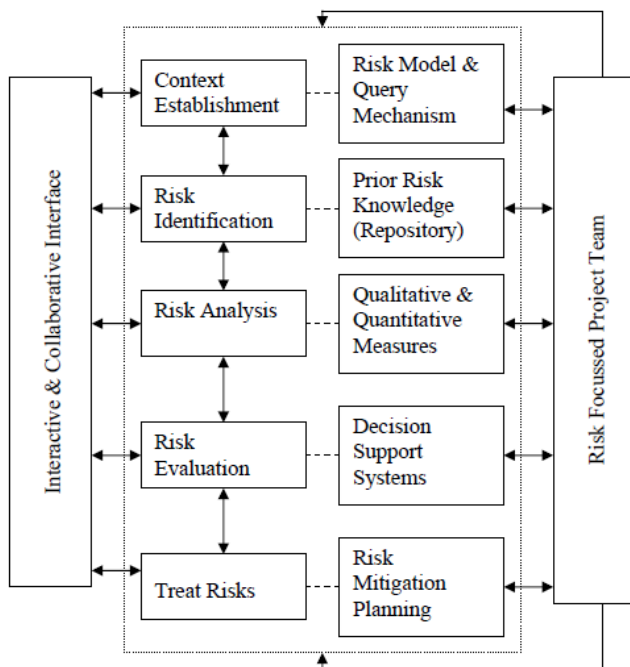 Interactive & Collaborative Interface
Context
Establishment
Risk Model &
Query
Mechanism
Risk
Identification
Prior Risk
Knowledge
(Repository)
Risk Analysis
Qualitative &
Quantitative
Measures
Risk
Evaluation
Decision
Support
Systems
Treat Risks
Risk
Mitigation
Planning
Risk Focussed Project Team